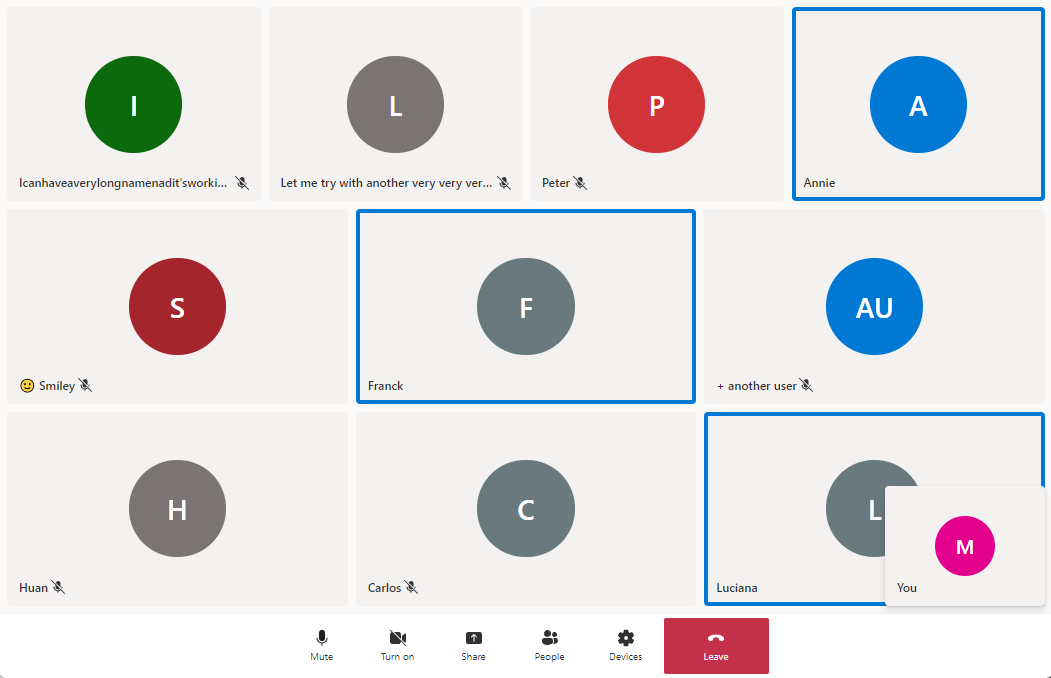 I
L
P
A
Icanhaveaverylongnamenadit'sworki...
Let me try with another very very ver...
Peter
Annie
S
F
AU
🙂 Smiley
Franck
+ another user
H
C
L
M
Huan
Carlos
Luciana
You
Mute
Turn on
Share
People
Devices
Leave